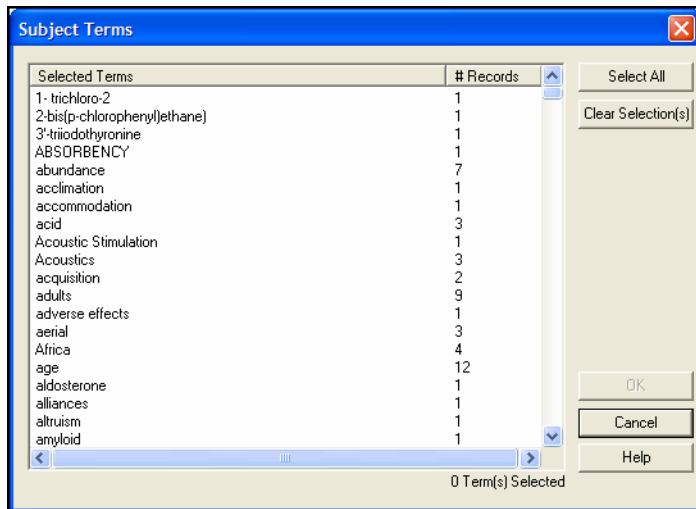 Subject Terms
Selected Terms # Records
1- trichloro-2 1
2-bis(p-chlorophenyl)ethane) 1
3'-triiodothyronine 1
ABSORBENCY 1
abundance 7
acclimation 1
accommodation 1
acid 3
Acoustic Stimulation 1
Acoustics 3
acquisition 2
adults 9
adverse effects 1
aerial 3
Africa 4
age 12
aldosterone 1
alliances 1
altruism 1
amyloid 1
0 Term(s) Selected
Select All
Clear Selection(s)
OK
Cancel
Help